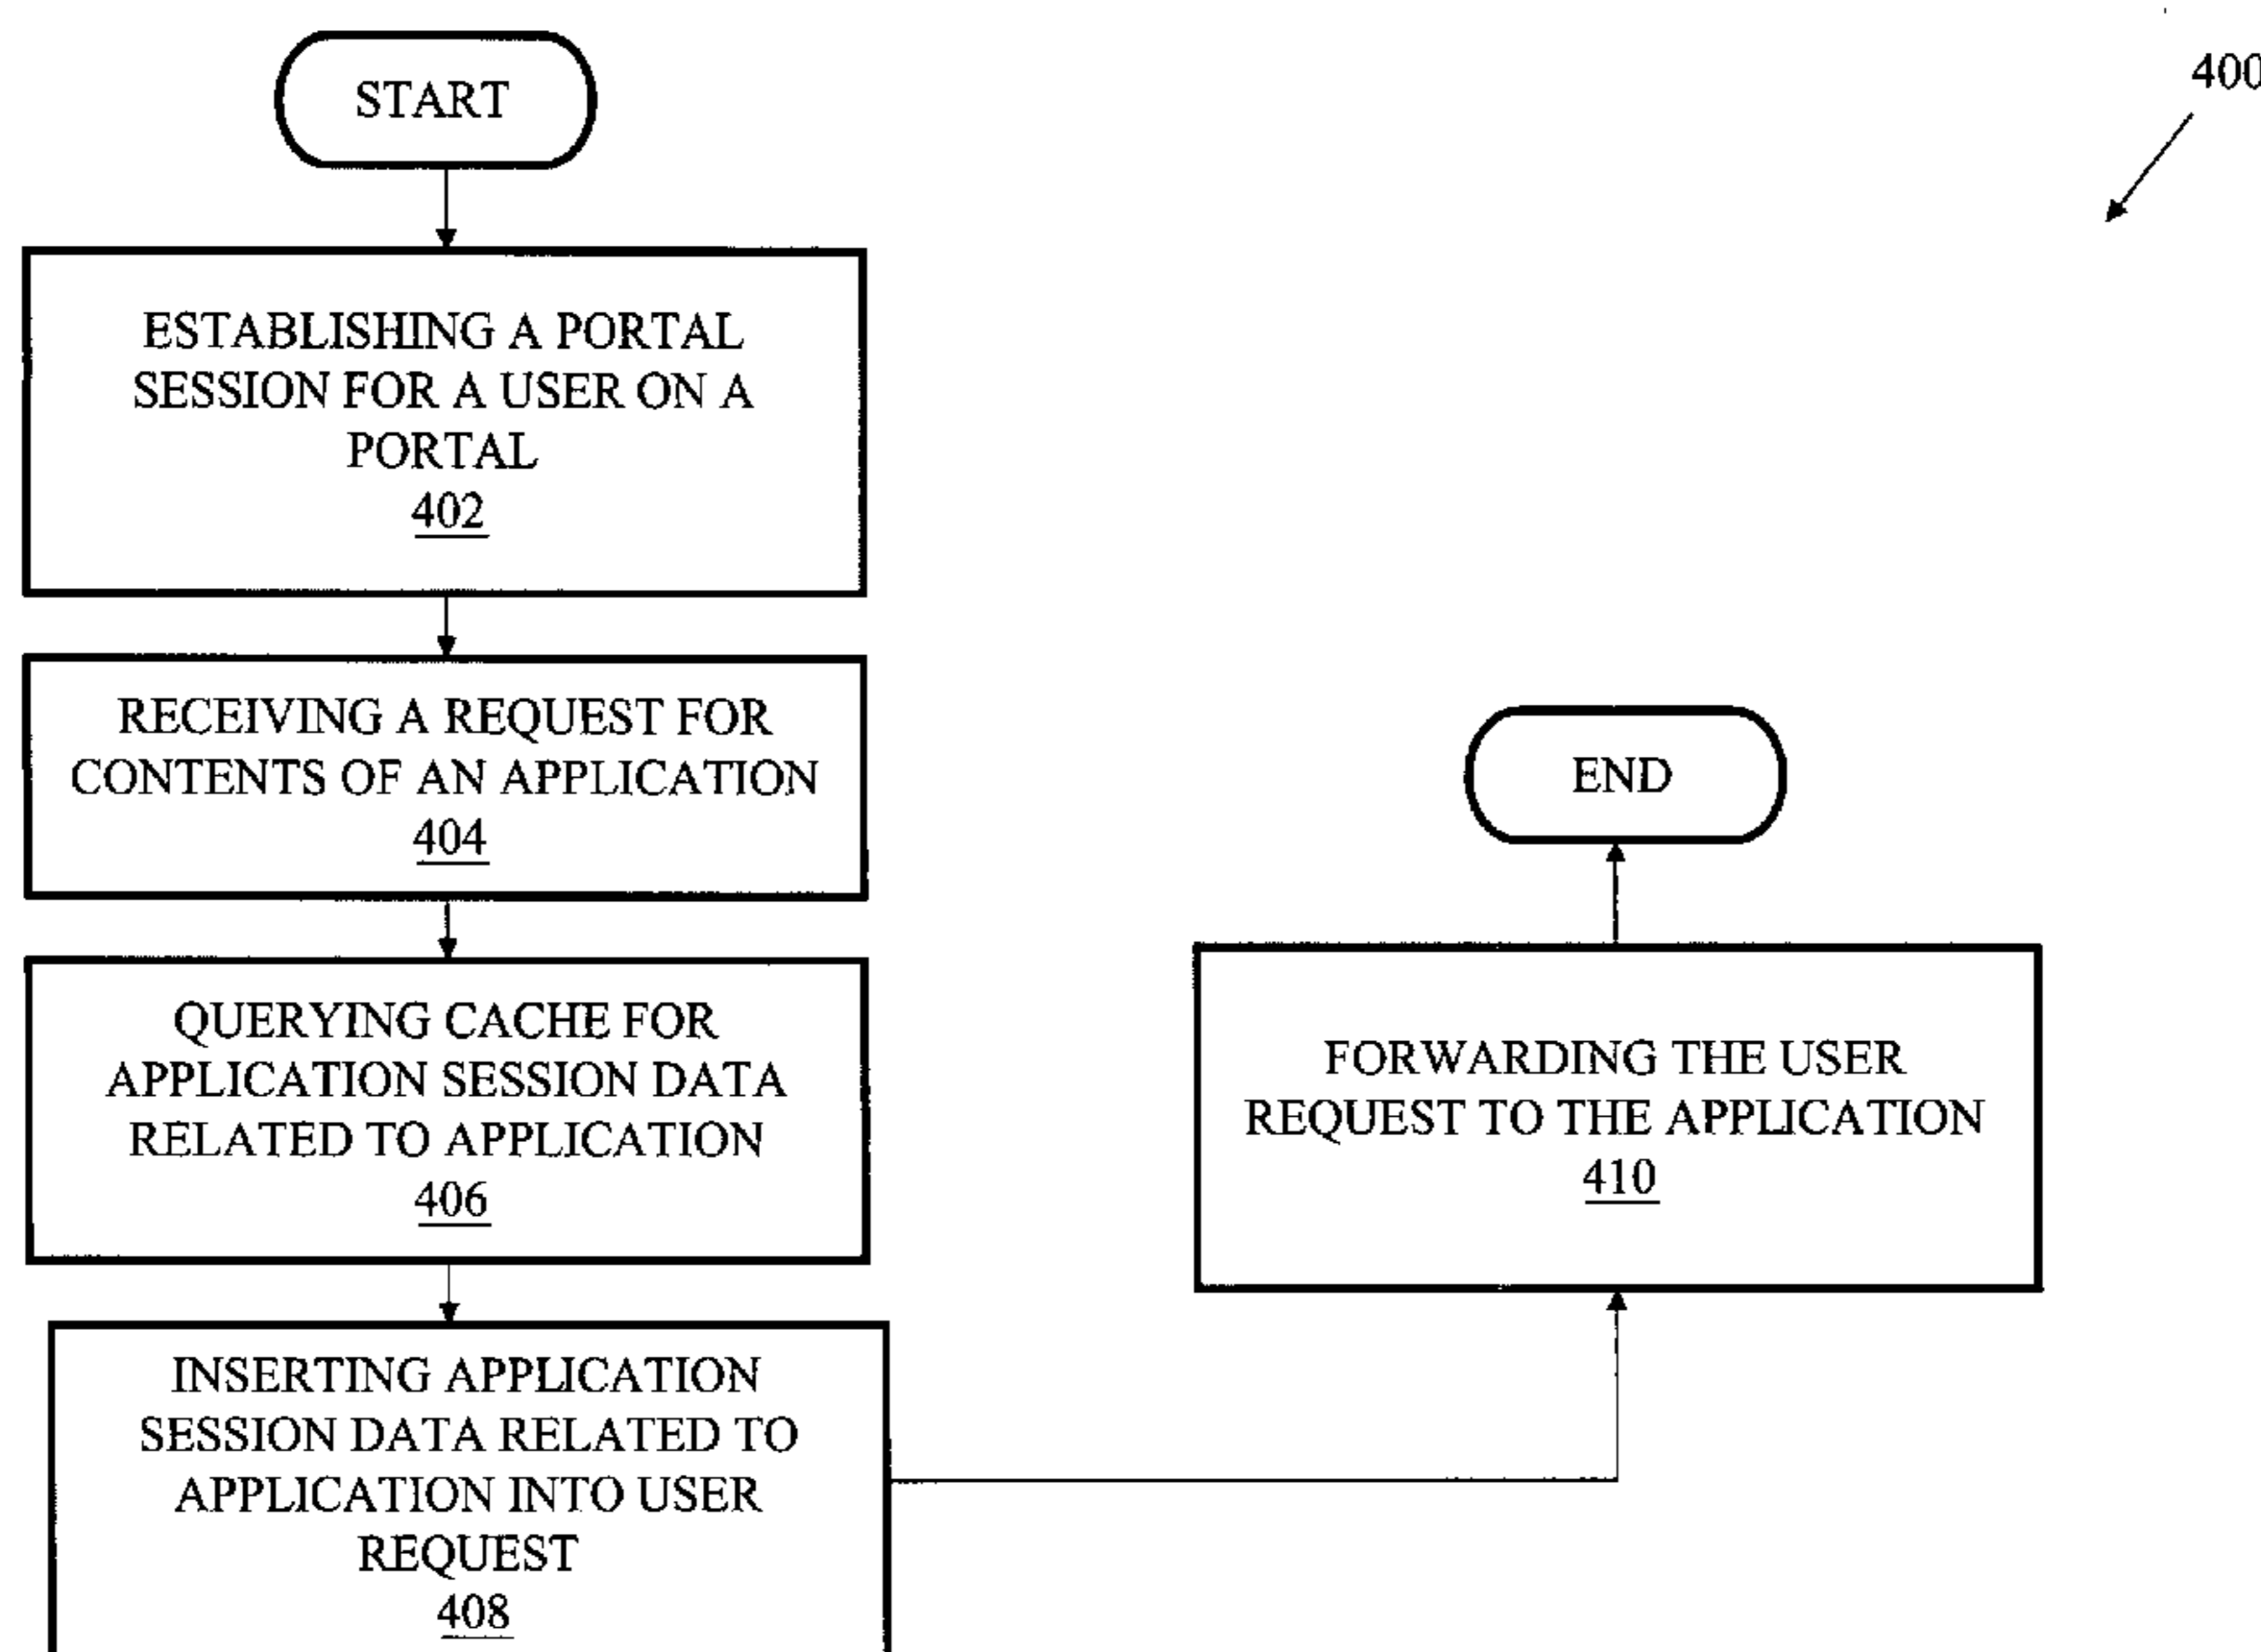 START
400
ESTABLISHING A PORTAL
SESSION FOR A USER ON A
PORTAL
402
RECEIVING A REQUEST FOR
CONTENTS OF AN APPLICATION
404
QUERYING CACHE FOR
APPLICATION SESSION DATA
RELATED TO APPLICATION
406
INSERTING APPLICATION
SESSION DATA RELATED TO
APPLICATION INTO USER
REQUEST
408
FORWARDING THE USER
REQUEST TO THE APPLICATION
410
END